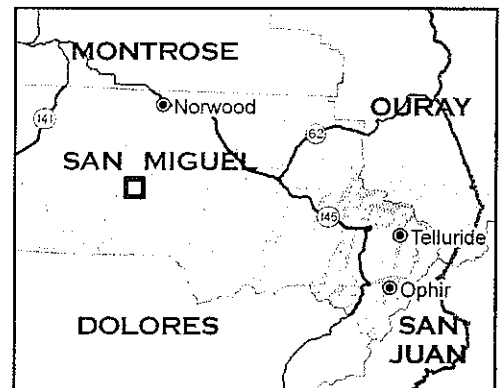 MONTROSE
Norwood
OURAY
141
62
SAN MIGUEL
145
Telluride
Ophir
DOLORES
SAN
JUAN